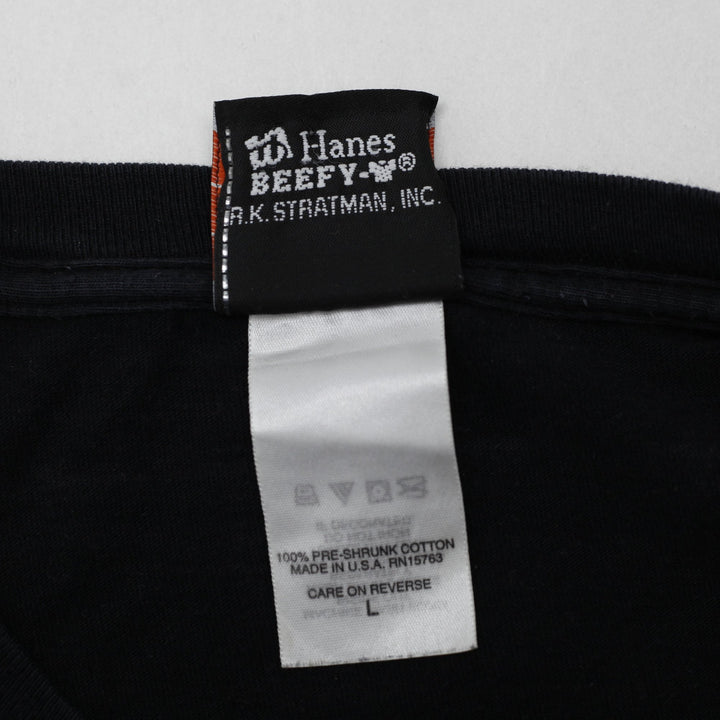 Hanes
BEEFY-®
R.K. STRATMAN, INC.
100% PRE-SHRUNK COTTON
MADE IN U.S.A. RN15763
CARE ON REVERSE
L